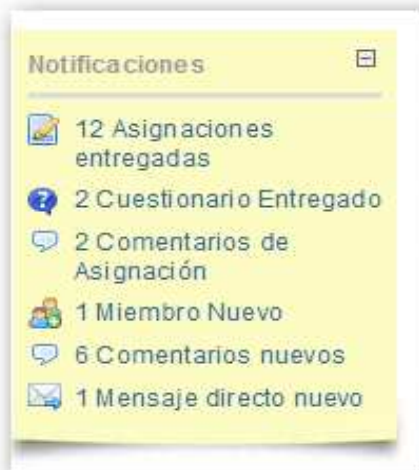 Notificaciones
12 Asignaciones
entregadas
2 Cuestionario Entregado
2 Comentarios de
Asignación
1 Miembro Nuevo
6 Comentarios nuevos
1 Mensaje directo nuevo